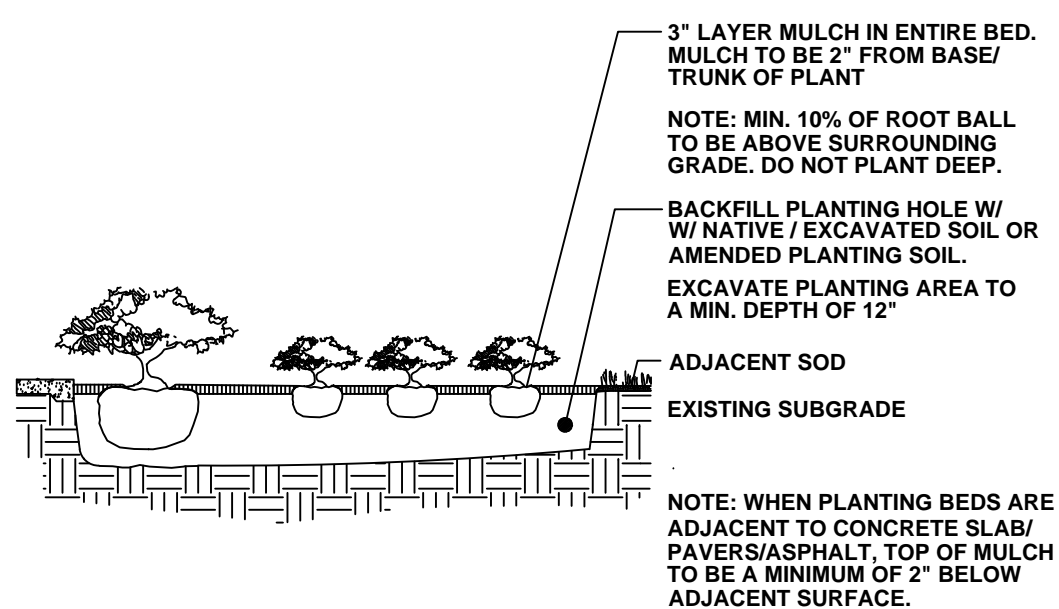 3" LAYER MULCH IN ENTIRE BED.
MULCH TO BE 2" FROM BASE/
TRUNK OF PLANT
NOTE: MIN. 10% OF ROOT BALL
TO BE ABOVE SURROUNDING
GRADE. DO NOT PLANT DEEP.
BACKFILL PLANTING HOLE W/
W/ NATIVE / EXCAVATED SOIL OR
AMENDED PLANTING SOIL.
EXCAVATE PLANTING AREA TO
A MIN. DEPTH OF 12"
ADJACENT SOD
EXISTING SUBGRADE
NOTE: WHEN PLANTING BEDS ARE
ADJACENT TO CONCRETE SLAB/
PAVERS/ASPHALT, TOP OF MULCH
TO BE A MINIMUM OF 2" BELOW
ADJACENT SURFACE.